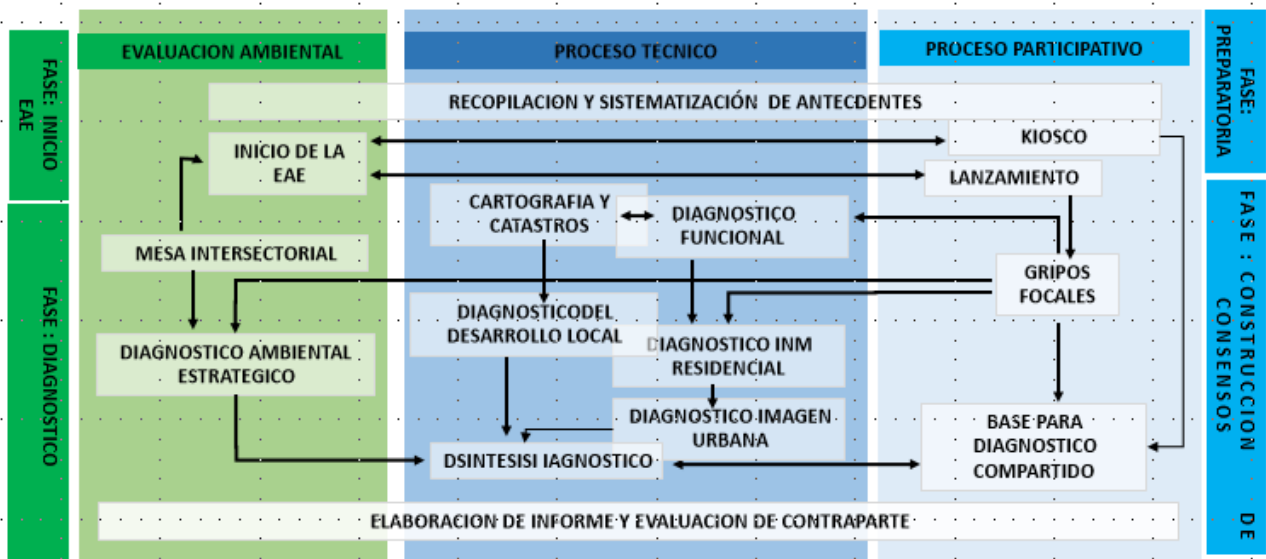 EVALUACION AMBIENTAL
PROCESO TECNICO
PROCESO PARTICIPATIVO
FASE: INICIO
EAE
FASE:
PREPARATORIA
RECOPILACION Y SISTEMATIZACIÓN DE ANTECDENTES
KIOSCO
INICIO DE LA
EAE
LANZAMIENTO
CARTOGRAFIA Y
CATASTROS
DIAGNOSTICO
FUNCIONAL
MESA INTERSECTORIAL
GRIPOS
FOCALES
FASE : DIAGNOSTICO
FASE : CONSTRUCCION DE
CONSENSOS
DIAGNOSTICODEL
DESARROLLO LOCAL
DIAGNOSTICO AMBIENTAL
ESTRATEGICO
DIAGNOSTICO INM
RESIDENCIAL
DIAGNOSTICO IMAGEN
URBANA
BASE PARA
DIAGNOSTICO
COMPARTIDO
DSINTESISI IAGNOSTICO
ELABORACION DE INFORME Y EVALUACION DE CONTRAPARTE